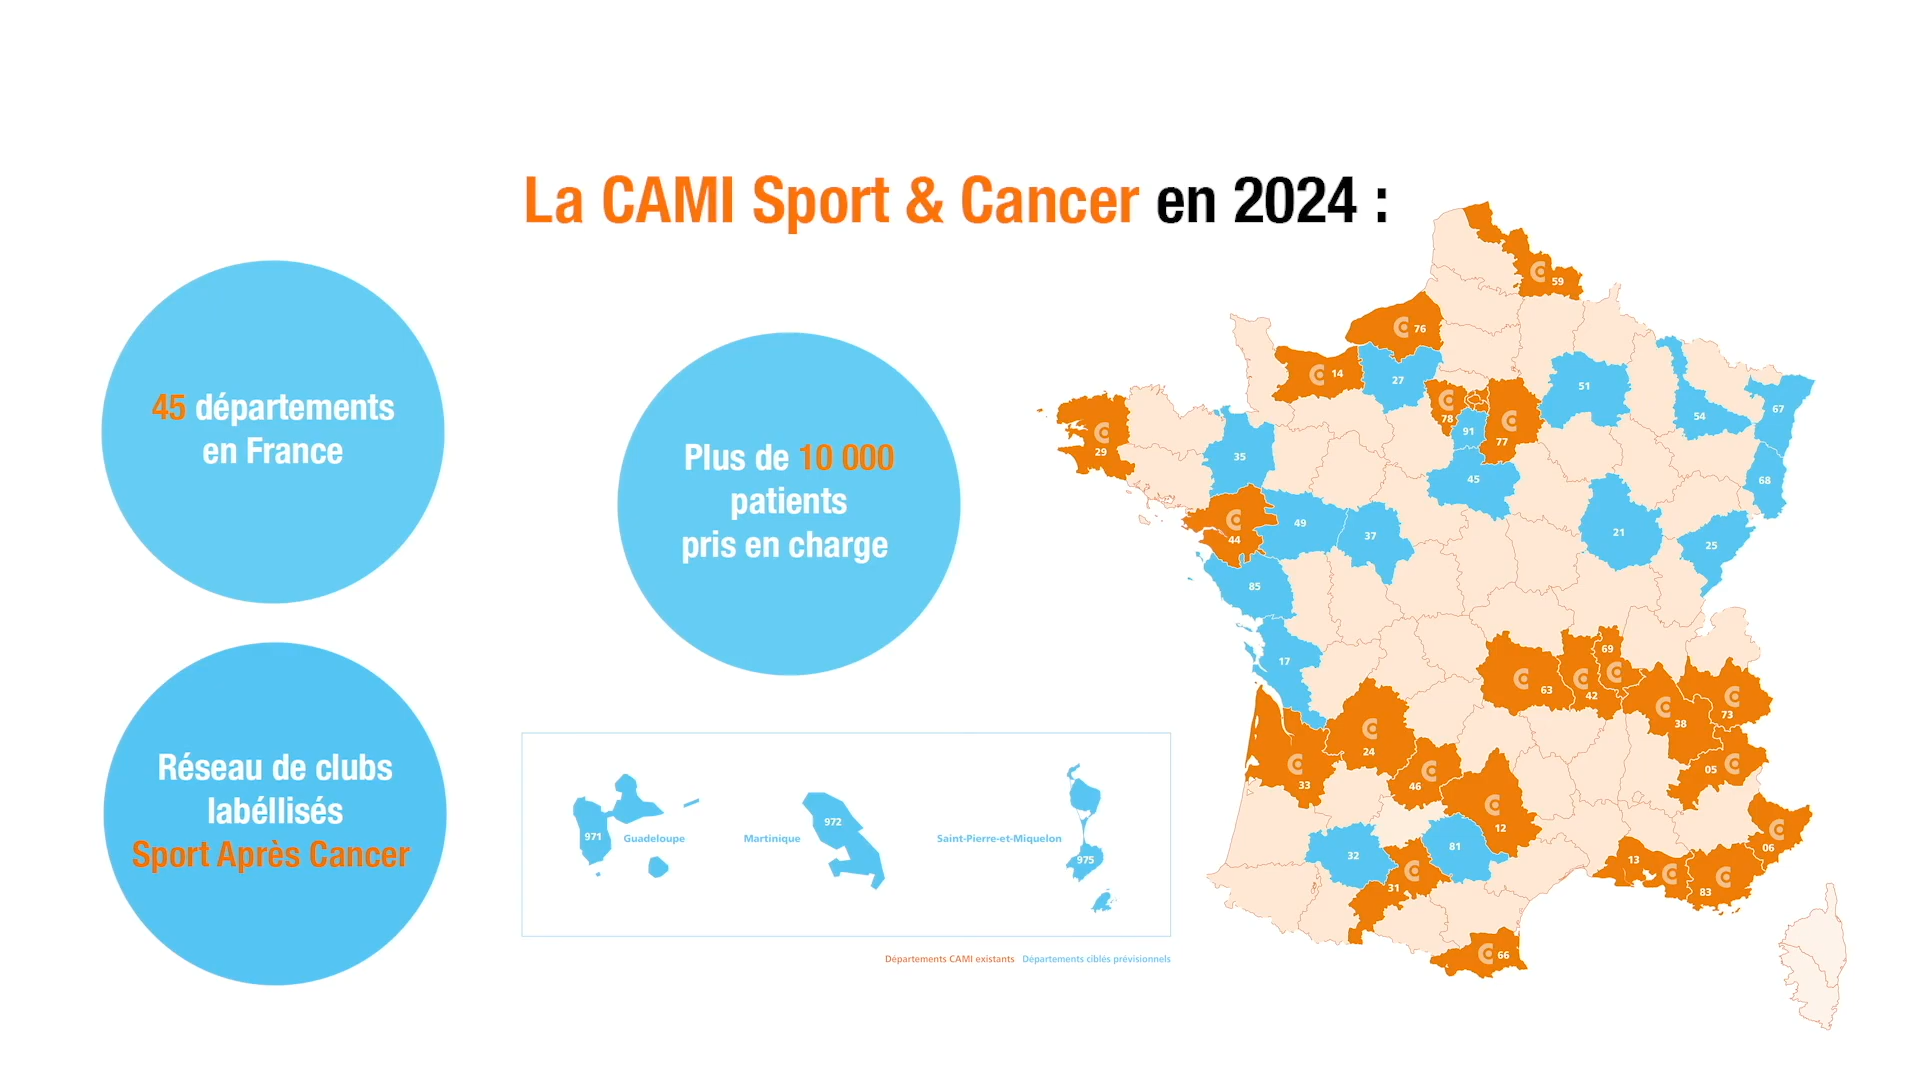 La CAMI Sport & Cancer en 2024 :
45 départements
en France
Plus de 10 000
patients
pris en charge
Réseau de clubs
labéllisés
Sport Après Cancer
971
Guadeloupe
Martinique
972
Saint-Pierre-et-Miquelon
975
Départements CAMI existants
Départements ciblés prévisionnels
59
76
14
27
78
91
77
51
54
67
68
29
35
45
44
49
37
21
25
85
17
63
42
69
38
73
05
24
33
46
12
32
81
31
66
13
83
06